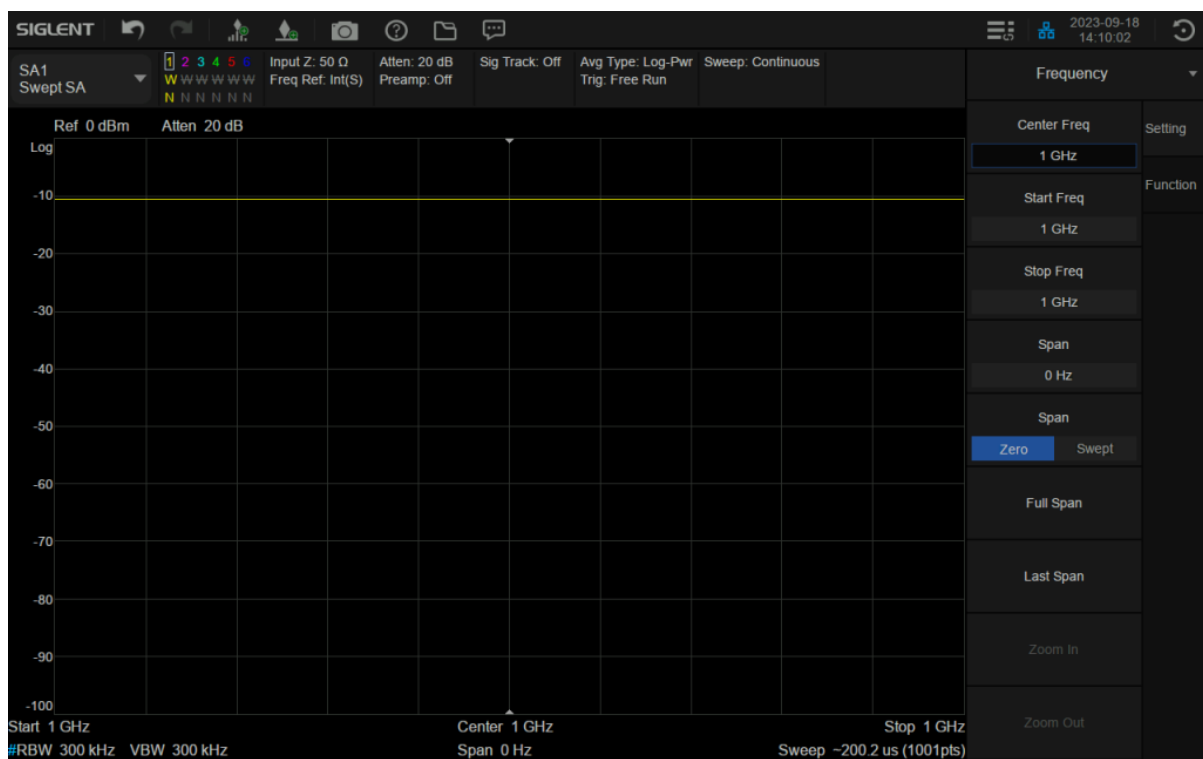 SIGLENT
2023-09-18
14:10:02
SA1
Swept SA
1 2 3 4 5 6
W W W W W W
N N N N N N
Input Z: 50 Ω
Freq Ref: Int(S)
Atten: 20 dB
Preamp: Off
Sig Track: Off
Avg Type: Log-Pwr
Trig: Free Run
Sweep: Continuous
Ref 0 dBm Atten 20 dB
Log
-10
-20
-30
-40
-50
-60
-70
-80
-90
-100
Start 1 GHz Center 1 GHz Stop 1 GHz
#RBW 300 kHz VBW 300 kHz Span 0 Hz Sweep ~200.2 us (1001pts)
Frequency
Center Freq
1 GHz
Start Freq
1 GHz
Stop Freq
1 GHz
Span
0 Hz
Span
Zero Swept
Full Span
Last Span
Zoom In
Zoom Out
Setting
Function